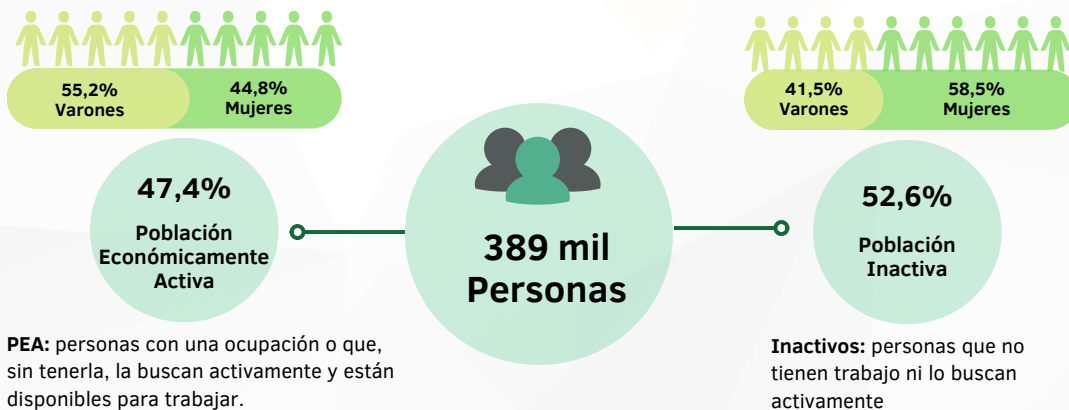 55,2%
Varones
44,8%
Mujeres
47,4%
Población
Económicamente
Activa
PEA: personas con una ocupación o que,
sin tenerla, la buscan activamente y están
disponibles para trabajar.
389 mil
Personas
41,5%
Varones
58,5%
Mujeres
52,6%
Población
Inactiva
Inactivos: personas que no
tienen trabajo ni lo buscan
activamente